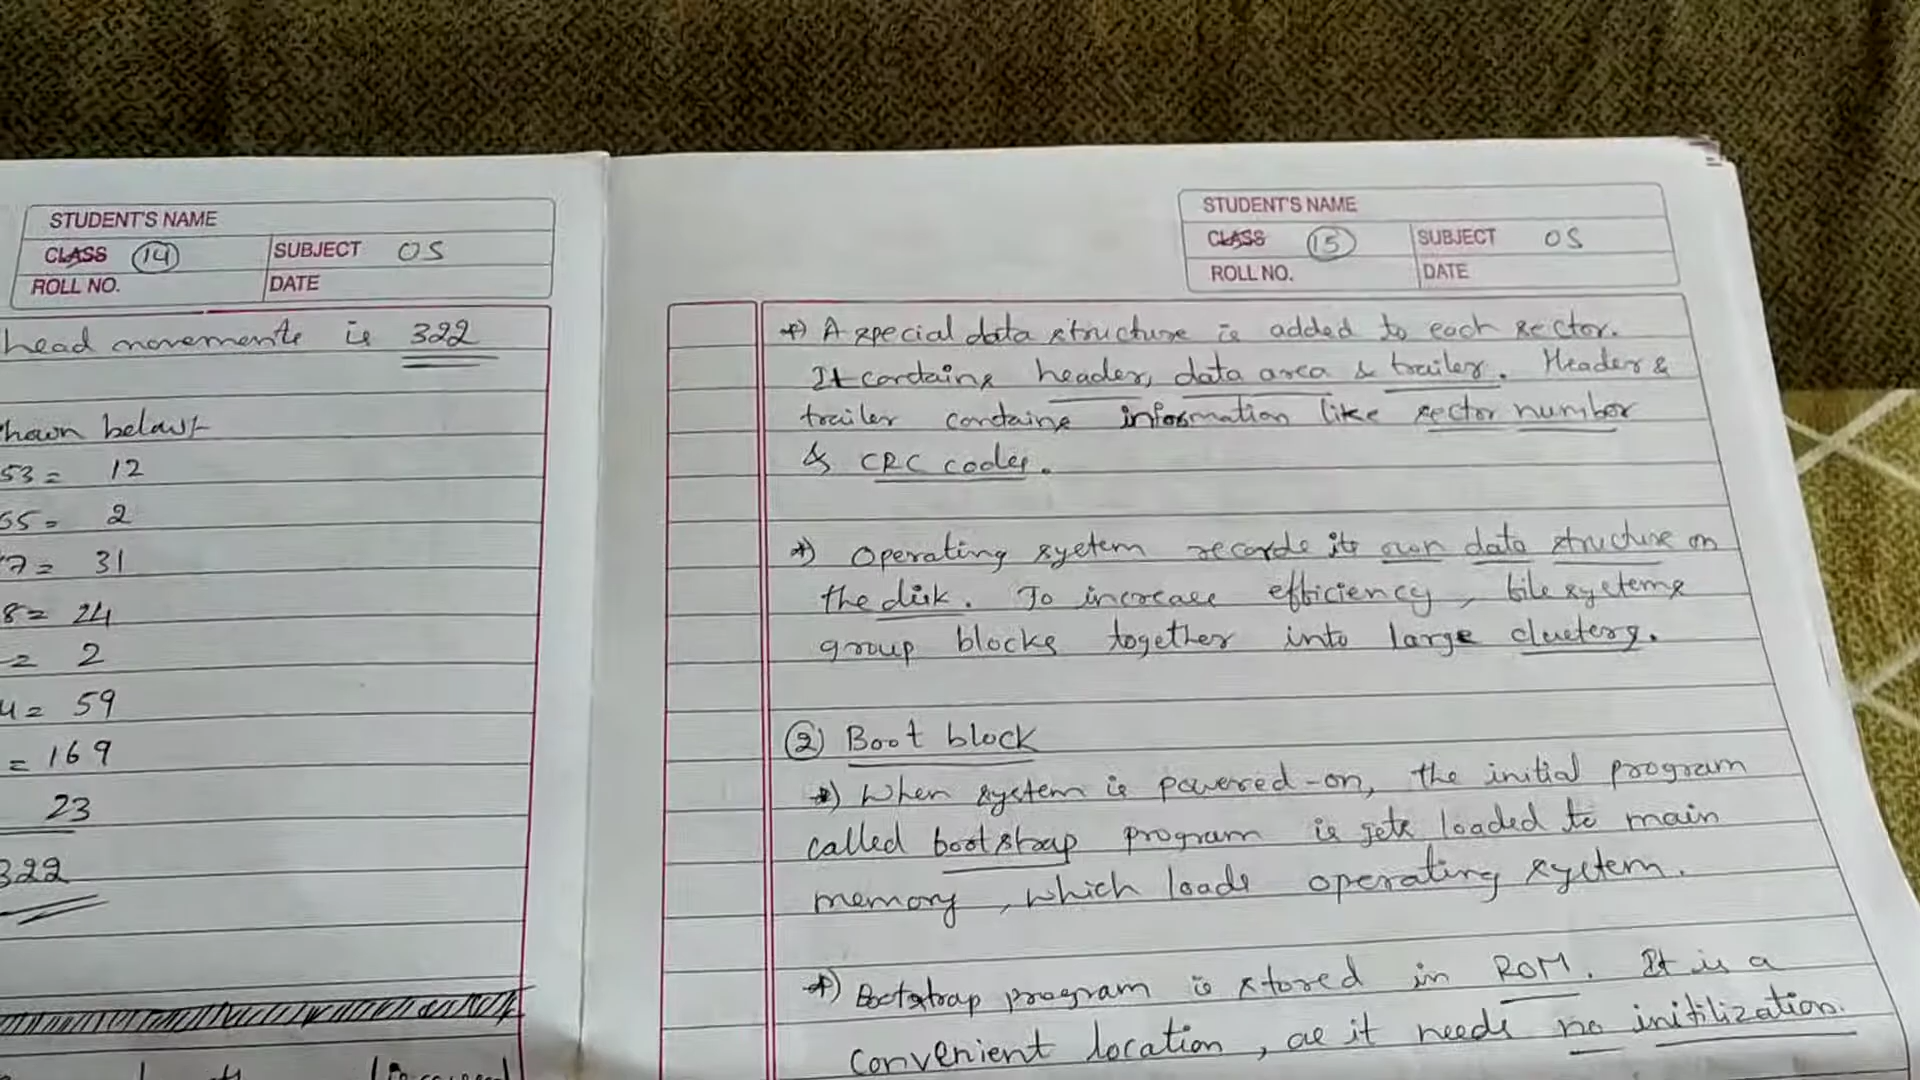 STUDENT'S NAME
CLASS 14 SUBJECT OS
ROLL NO. DATE
head movements is 322
shown below:-
53 = 12
65 = 2
7 = 31
8 = 24
= 2
4 = 59
= 169
23
322
STUDENT'S NAME
CLASS 15 SUBJECT OS
ROLL NO. DATE
*) A special data structure is added to each sector.
It contains header, data area & trailer. Header &
trailer contains information like sector number
& CRC codes.
*) Operating system records its own data structure on
the disk. To increase efficiency, file systems
group blocks together into large clusters.
② Boot block
*) When system is powered-on, the initial program
called bootstrap program is gets loaded to main
memory, which loads operating system.
*) Bootstrap program is stored in ROM. It is a
convenient location, as it needs no initilization.